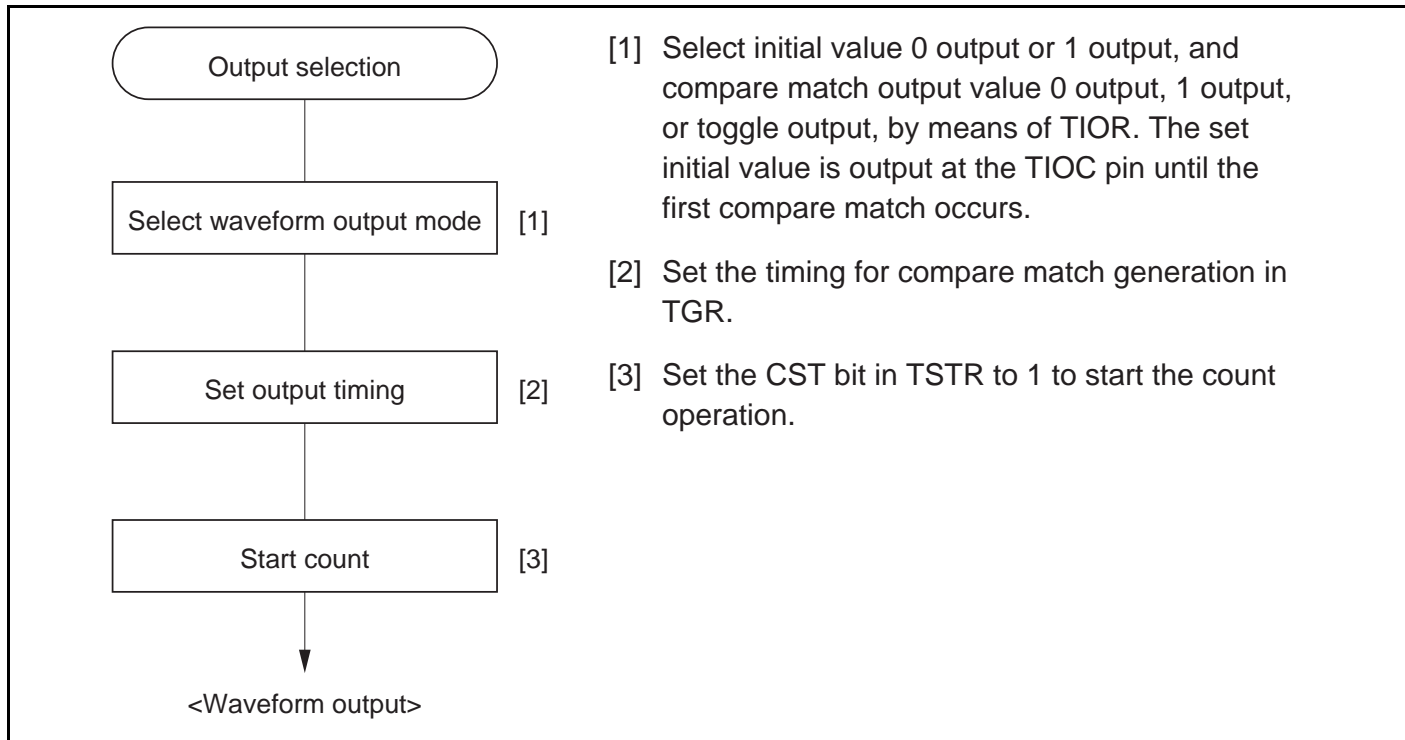 Output selection
Select waveform output mode [1]
Set output timing [2]
Start count [3]
<Waveform output>
[1] Select initial value 0 output or 1 output, and
compare match output value 0 output, 1 output,
or toggle output, by means of TIOR. The set
initial value is output at the TIOC pin until the
first compare match occurs.
[2] Set the timing for compare match generation in
TGR.
[3] Set the CST bit in TSTR to 1 to start the count
operation.